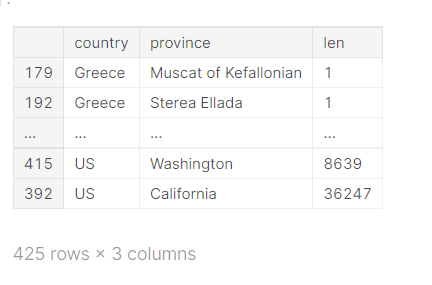 country province len
179 Greece Muscat of Kefallonian 1
192 Greece Sterea Ellada 1
... ... ... ...
415 US Washington 8639
392 US California 36247
425 rows × 3 columns